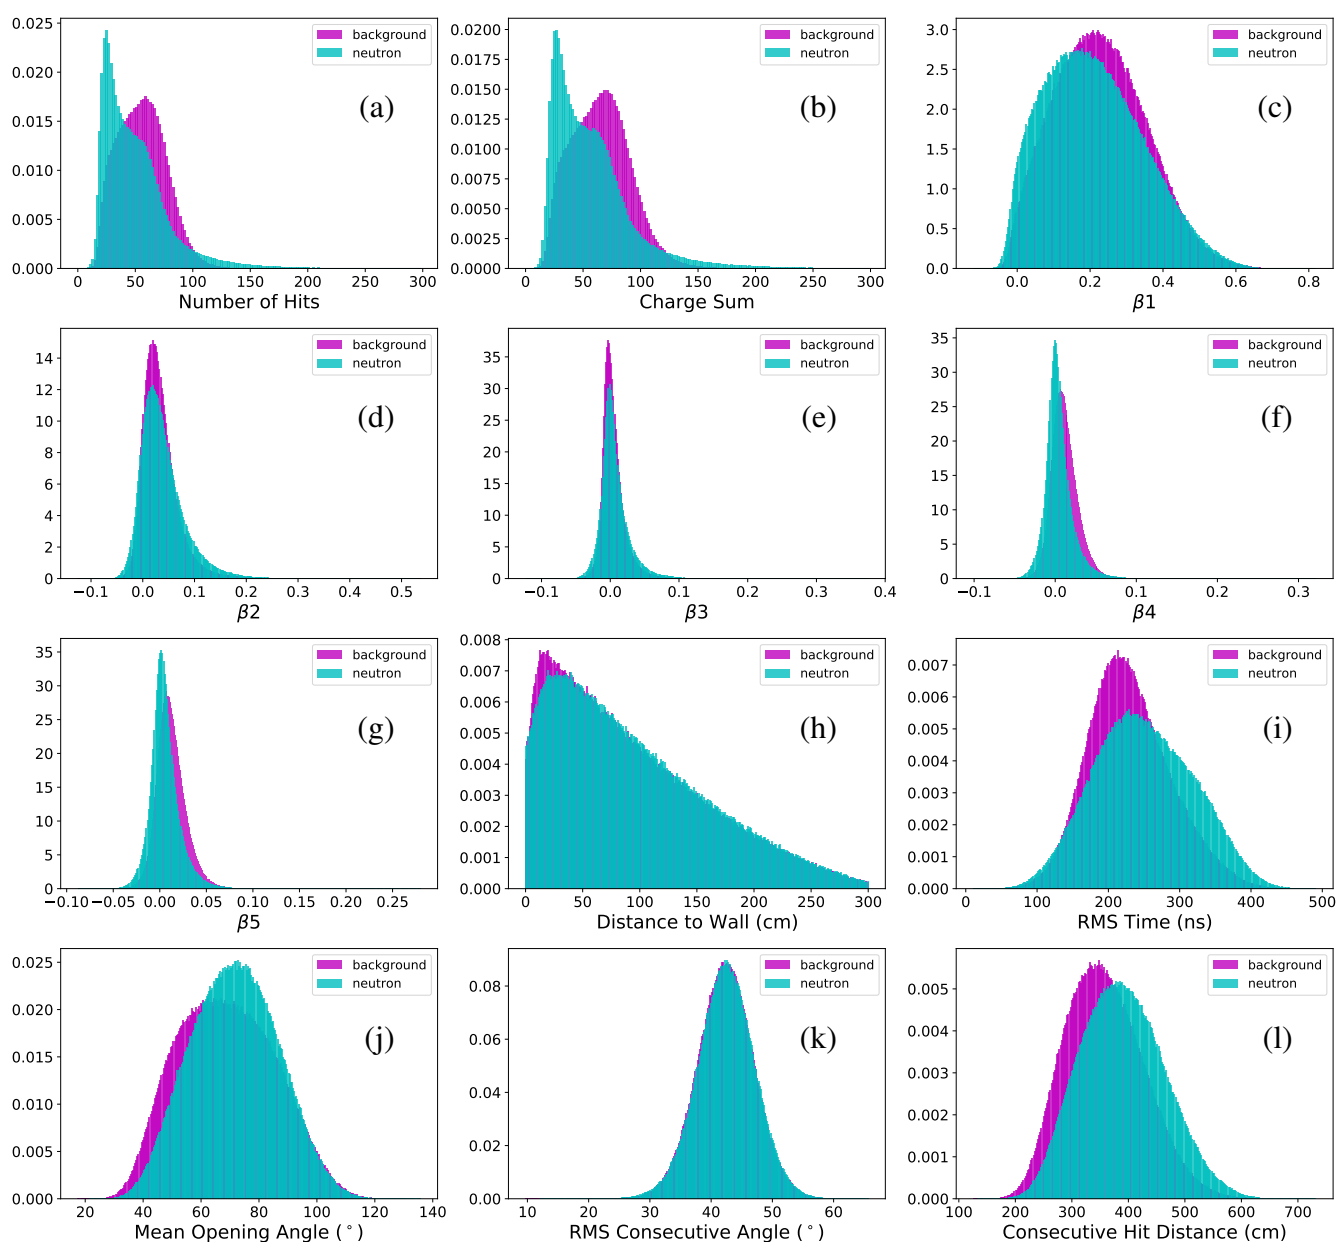 0.025
0.020
0.015
0.010
0.005
0.000
0 50 100 150 200 250 300
Number of Hits
background
neutron
(a)
0.0200
0.0175
0.0150
0.0125
0.0100
0.0075
0.0050
0.0025
0.0000
0 50 100 150 200 250 300
Charge Sum
background
neutron
(b)
3.0
2.5
2.0
1.5
1.0
0.5
0.0
0.0 0.2 0.4 0.6 0.8
β1
background
neutron
(c)
14
12
10
8
6
4
2
0
−0.1 0.0 0.1 0.2 0.3 0.4 0.5
β2
background
neutron
(d)
35
30
25
20
15
10
5
0
−0.1 0.0 0.1 0.2 0.3 0.4
β3
background
neutron
(e)
35
30
25
20
15
10
5
0
−0.1 0.0 0.1 0.2 0.3
β4
background
neutron
(f)
35
30
25
20
15
10
5
0
−0.10 −0.05 0.00 0.05 0.10 0.15 0.20 0.25
β5
background
neutron
(g)
0.008
0.007
0.006
0.005
0.004
0.003
0.002
0.001
0.000
0 50 100 150 200 250 300
Distance to Wall (cm)
background
neutron
(h)
0.007
0.006
0.005
0.004
0.003
0.002
0.001
0.000
0 100 200 300 400 500
RMS Time (ns)
background
neutron
(i)
0.025
0.020
0.015
0.010
0.005
0.000
20 40 60 80 100 120 140
Mean Opening Angle (°)
background
neutron
(j)
0.08
0.06
0.04
0.02
0.00
10 20 30 40 50 60
RMS Consecutive Angle (°)
background
neutron
(k)
0.005
0.004
0.003
0.002
0.001
0.000
100 200 300 400 500 600 700
Consecutive Hit Distance (cm)
background
neutron
(l)